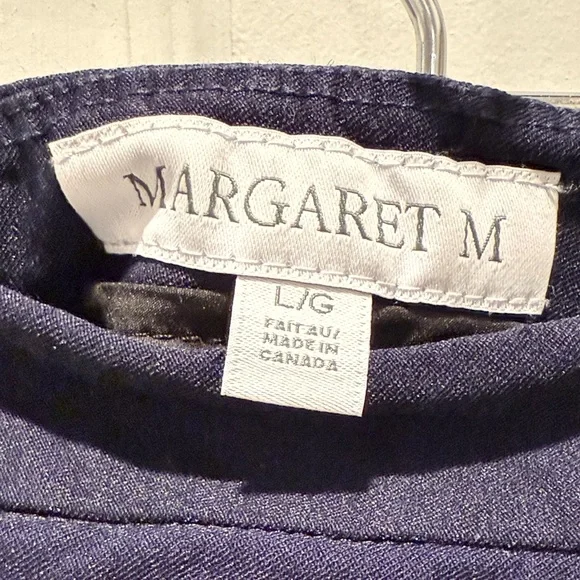 MARGARET M
L/G
FAIT AU/
MADE IN
CANADA